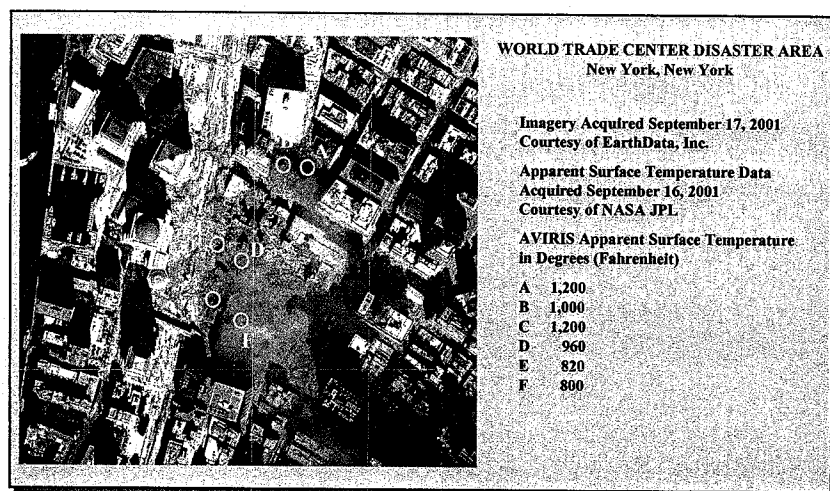 WORLD TRADE CENTER DISASTER AREA
New York, New York
Imagery Acquired September 17, 2001
Courtesy of EarthData, Inc.
Apparent Surface Temperature Data
Acquired September 16, 2001
Courtesy of NASA JPL
AVIRIS Apparent Surface Temperature
in Degrees (Fahrenheit)
A 1,200
B 1,000
C 1,200
D 960
E 820
F 800
D
F